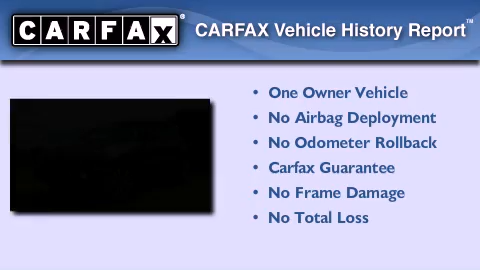 CARFAX® CARFAX Vehicle History Report™
• One Owner Vehicle
• No Airbag Deployment
• No Odometer Rollback
• Carfax Guarantee
• No Frame Damage
• No Total Loss